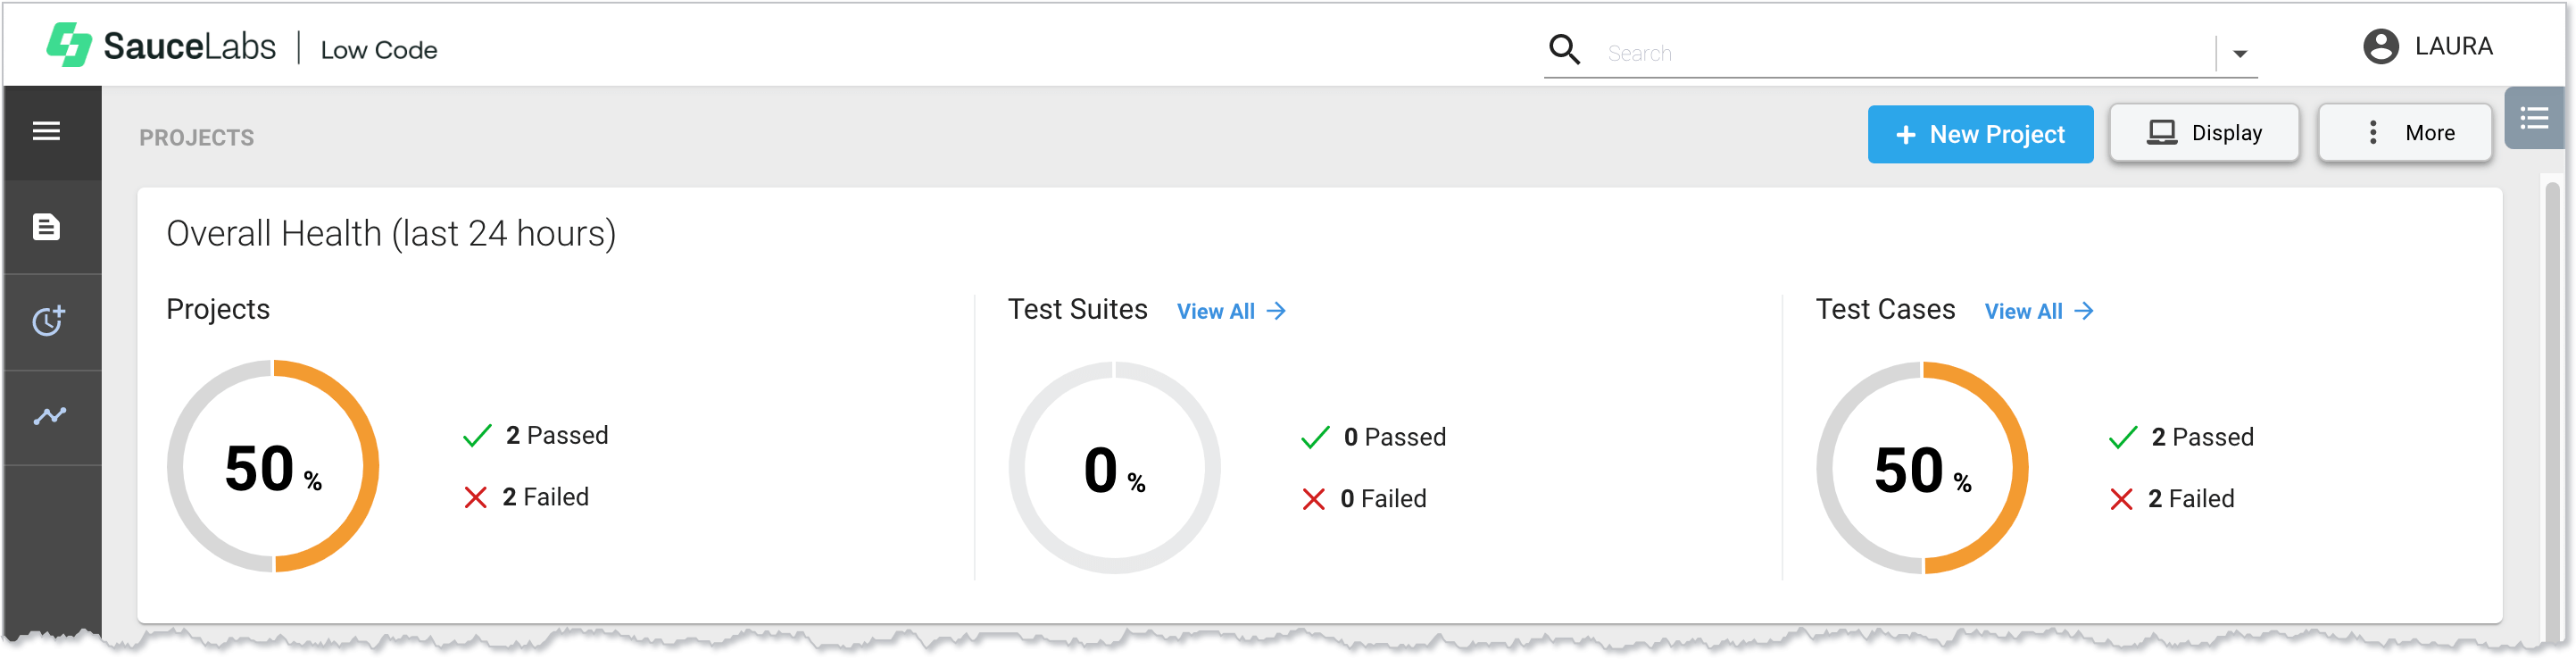 SauceLabs | Low Code
Search
LAURA
PROJECTS
+ New Project
Display
More
Overall Health (last 24 hours)
Projects
50 %
2 Passed
2 Failed
Test Suites
View All →
0 %
0 Passed
0 Failed
Test Cases
View All →
50 %
2 Passed
2 Failed